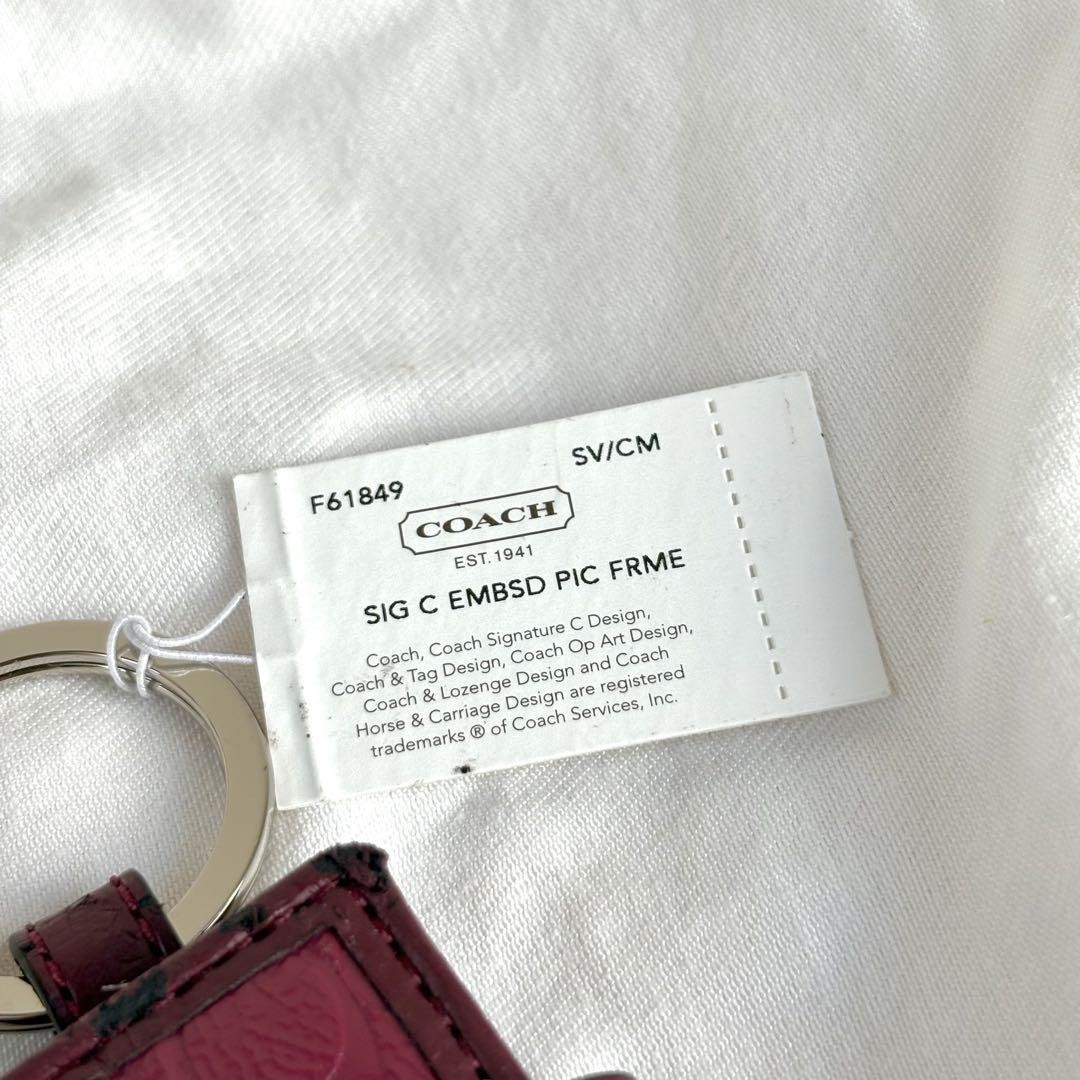 F61849 SV/CM
COACH
EST. 1941
SIG C EMBSD PIC FRME
Coach, Coach Signature C Design,
Coach & Tag Design, Coach Op Art Design,
Coach & Lozenge Design and Coach
Horse & Carriage Design are registered
trademarks ® of Coach Services, Inc.